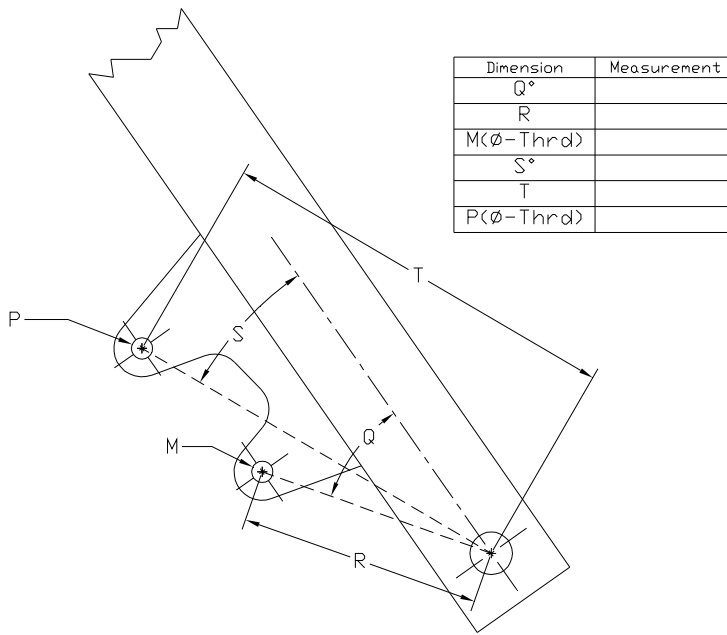 Dimension Measurement
Q°
R
M(Ø-Thrd)
S°
T
P(Ø-Thrd)
T
P
S
Q
M
R